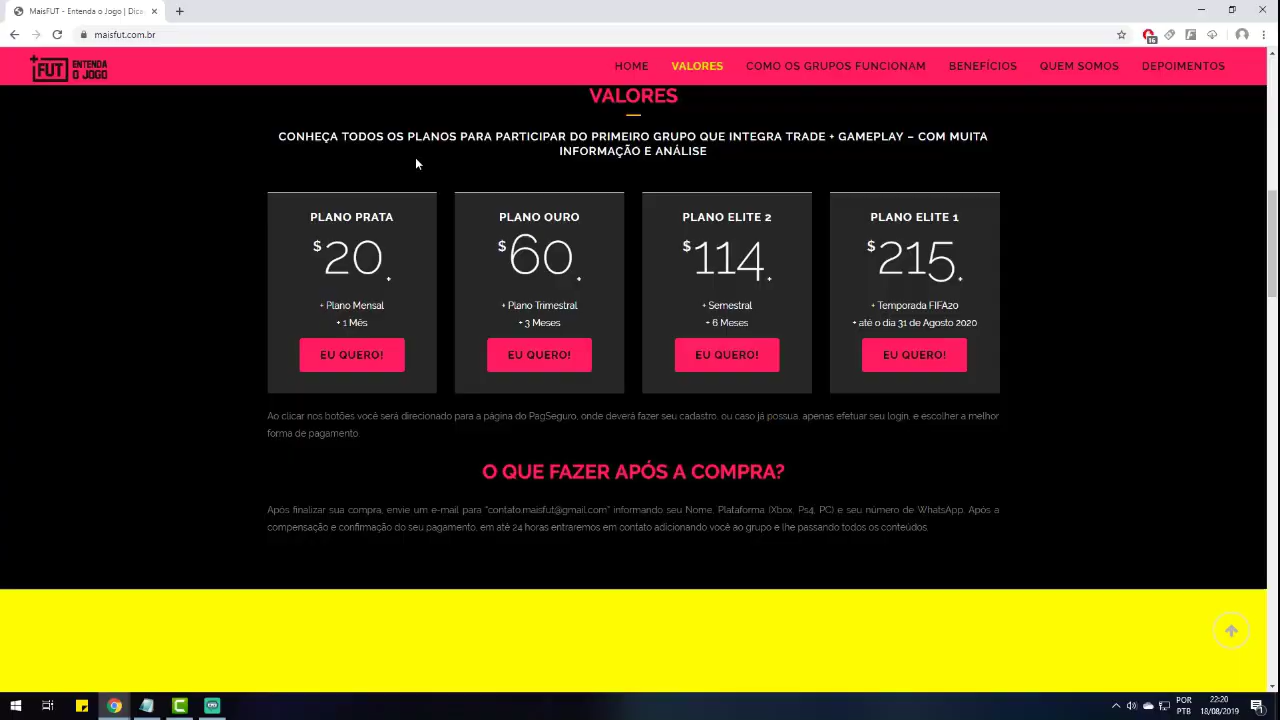 MaisFUT - Entenda o Jogo | Dica
maisfut.com.br
16
+FUT ENTENDA O JOGO
HOME VALORES COMO OS GRUPOS FUNCIONAM BENEFÍCIOS QUEM SOMOS DEPOIMENTOS
VALORES
CONHEÇA TODOS OS PLANOS PARA PARTICIPAR DO PRIMEIRO GRUPO QUE INTEGRA TRADE + GAMEPLAY – COM MUITA
INFORMAÇÃO E ANÁLISE
PLANO PRATA
$20,+
+ Plano Mensal
+ 1 Mês
EU QUERO!
PLANO OURO
$60,+
+ Plano Trimestral
+ 3 Meses
EU QUERO!
PLANO ELITE 2
$114,+
+ Semestral
+ 6 Meses
EU QUERO!
PLANO ELITE 1
$215,+
+ Temporada FIFA20
+ até o dia 31 de Agosto 2020
EU QUERO!
Ao clicar nos botões você será direcionado para a página do PagSeguro, onde deverá fazer seu cadastro, ou caso já possua, apenas efetuar seu login, e escolher a melhor
forma de pagamento.
O QUE FAZER APÓS A COMPRA?
Após finalizar sua compra, envie um e-mail para "contato.maisfut@gmail.com" informando seu Nome, Plataforma (Xbox, Ps4, PC) e seu número de WhatsApp. Após a
compensação e confirmação do seu pagamento, em até 24 horas entraremos em contato adicionando você ao grupo e lhe passando todos os conteúdos.
POR
PTB
22:20
18/08/2019